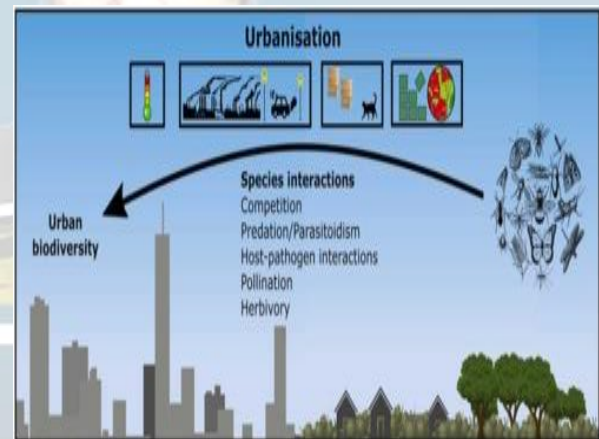 Urbanisation
Species interactions
Competition
Predation/Parasitoidism
Host-pathogen interactions
Pollination
Herbivory
Urban
biodiversity